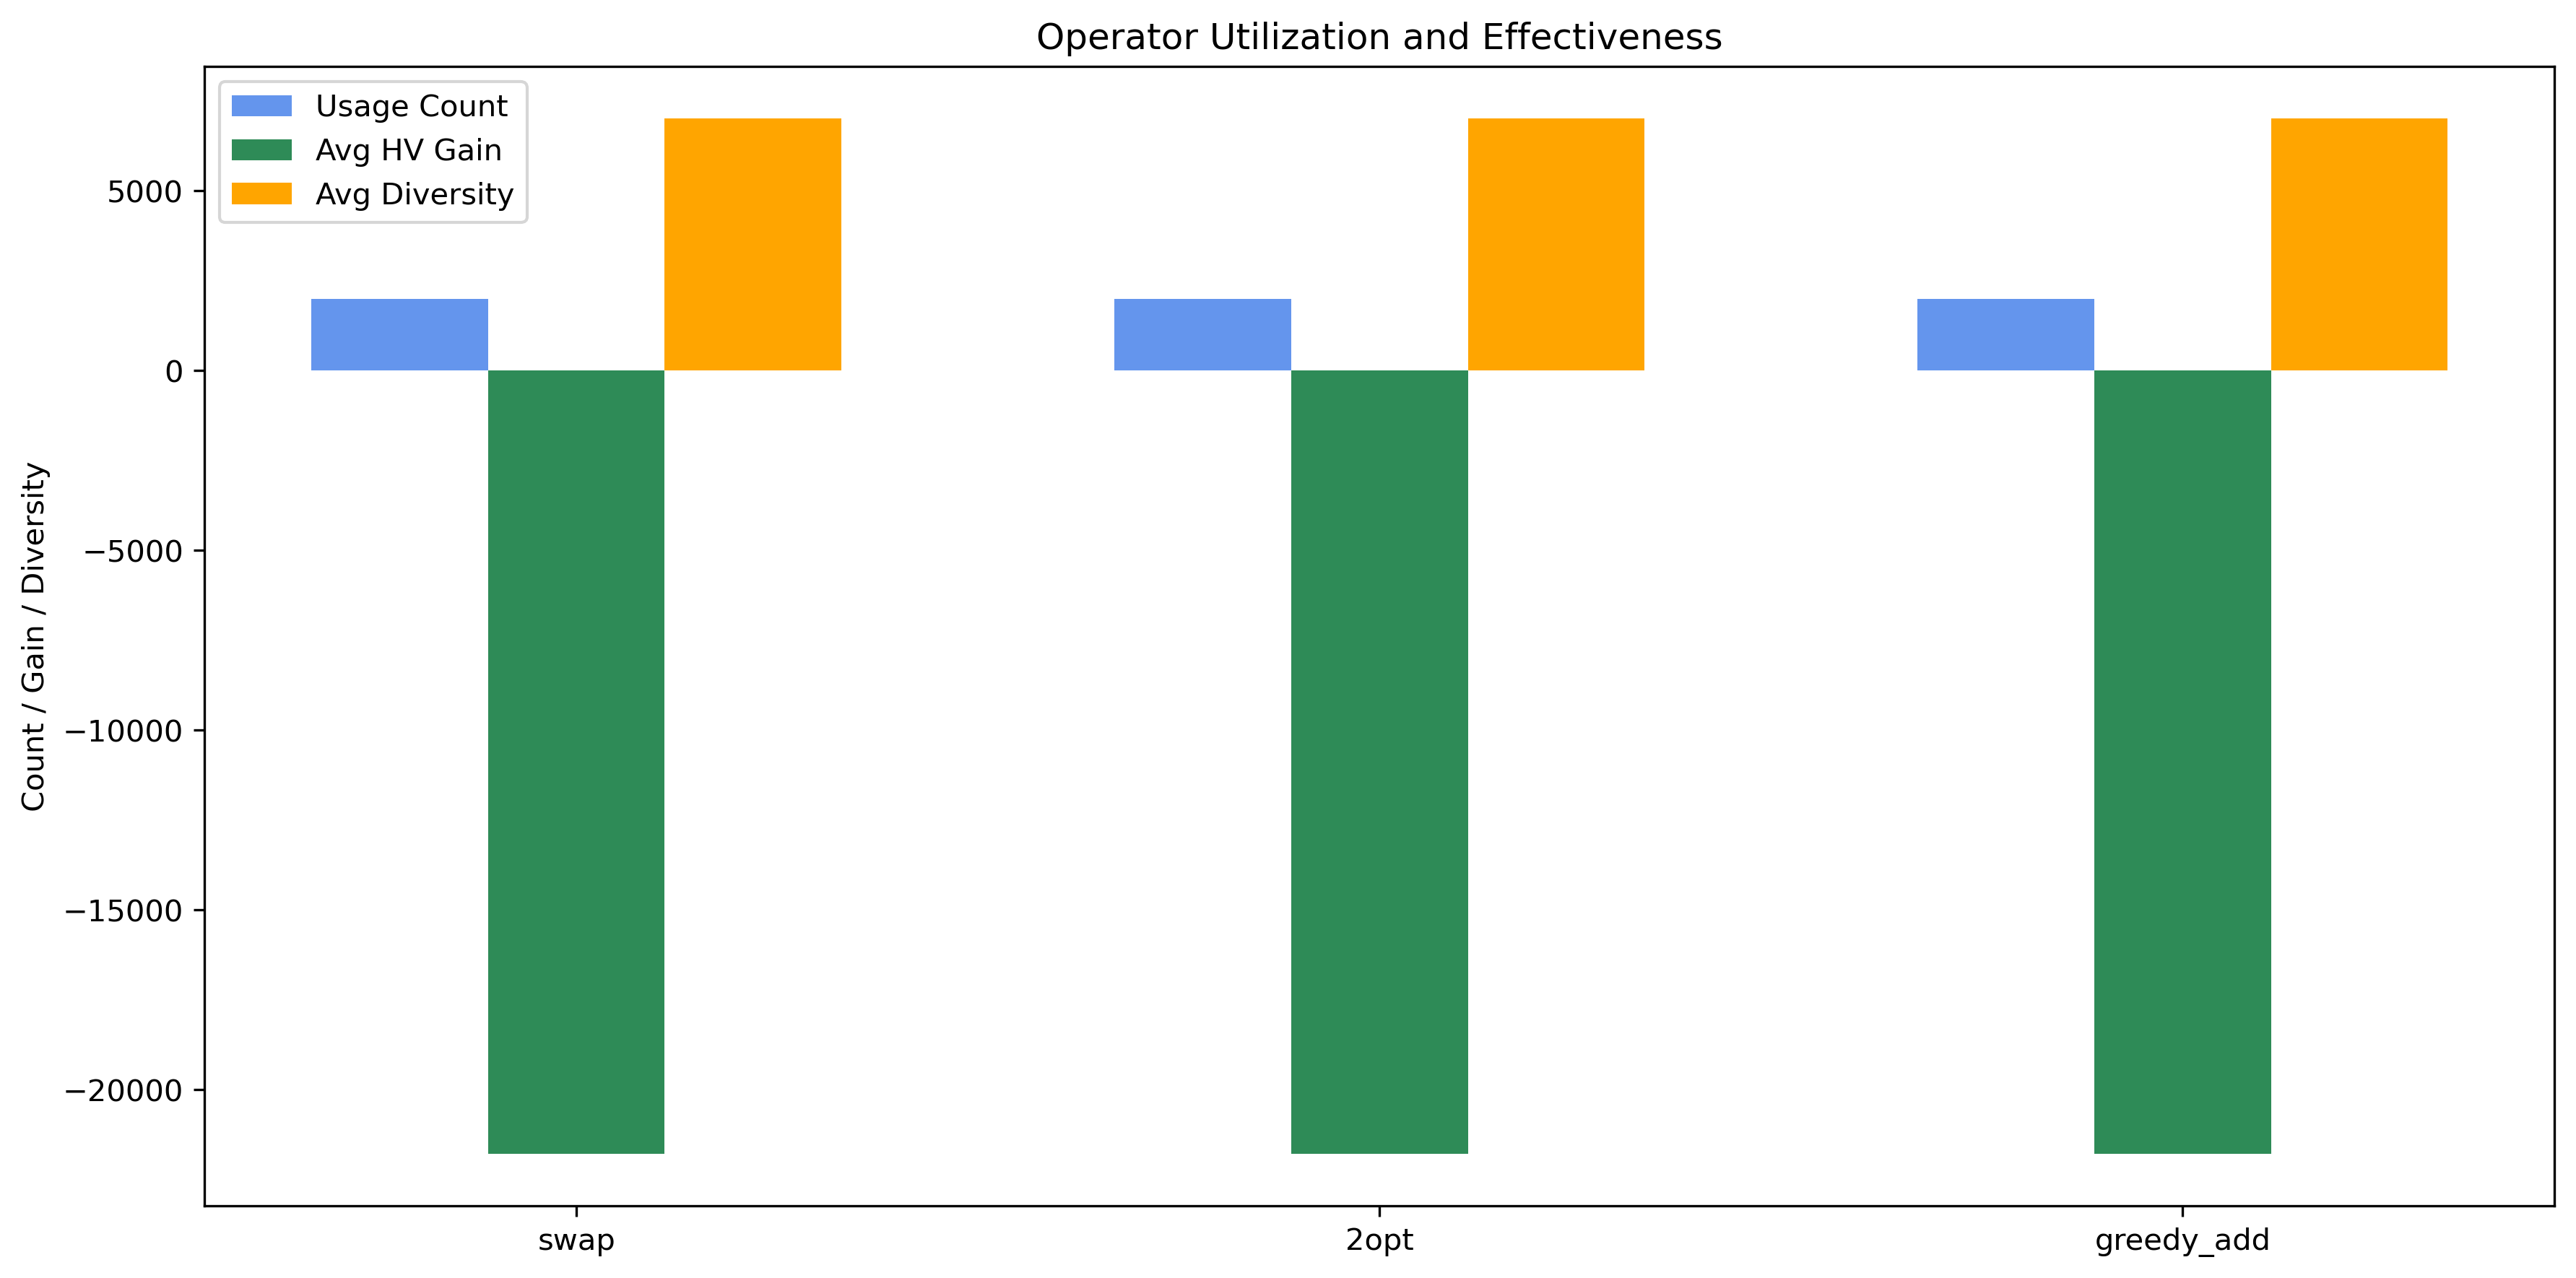 Operator Utilization and Effectiveness
Usage Count
Avg HV Gain
Avg Diversity
Count / Gain / Diversity
5000
0
−5000
−10000
−15000
−20000
swap
2opt
greedy_add